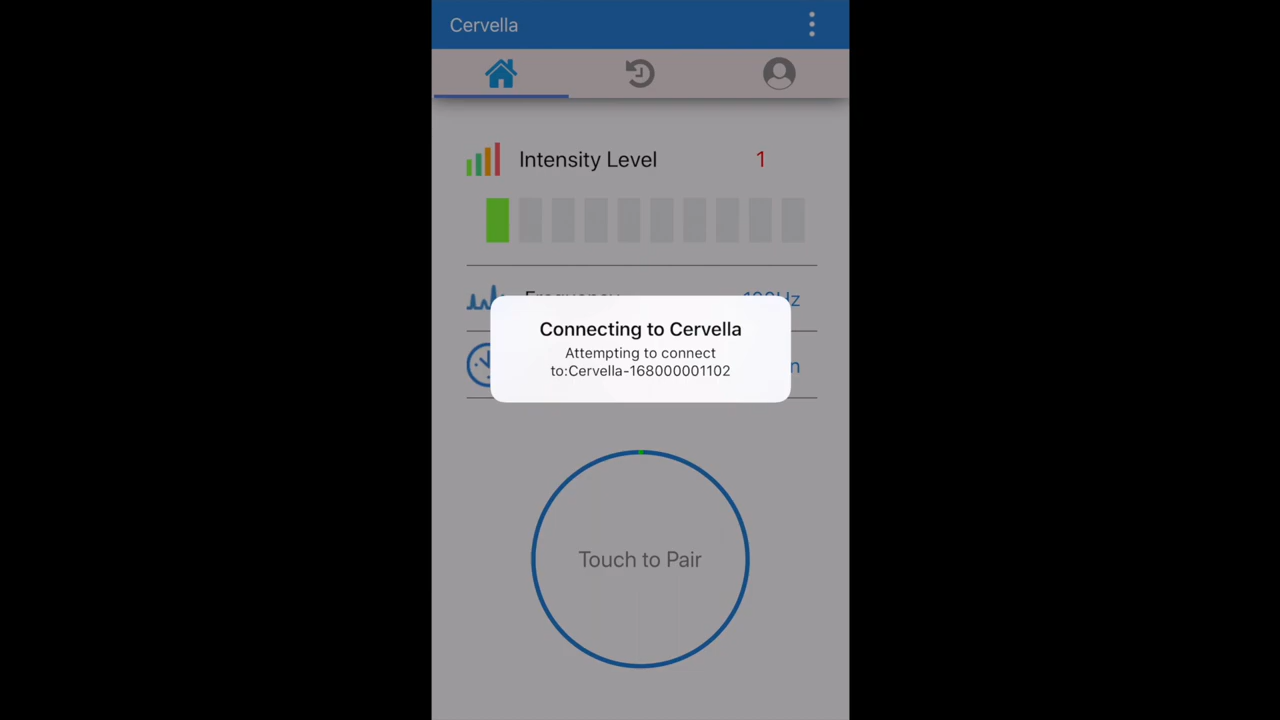 Cervella
Intensity Level 1
Connecting to Cervella
Attempting to connect
to:Cervella-168000001102
Touch to Pair